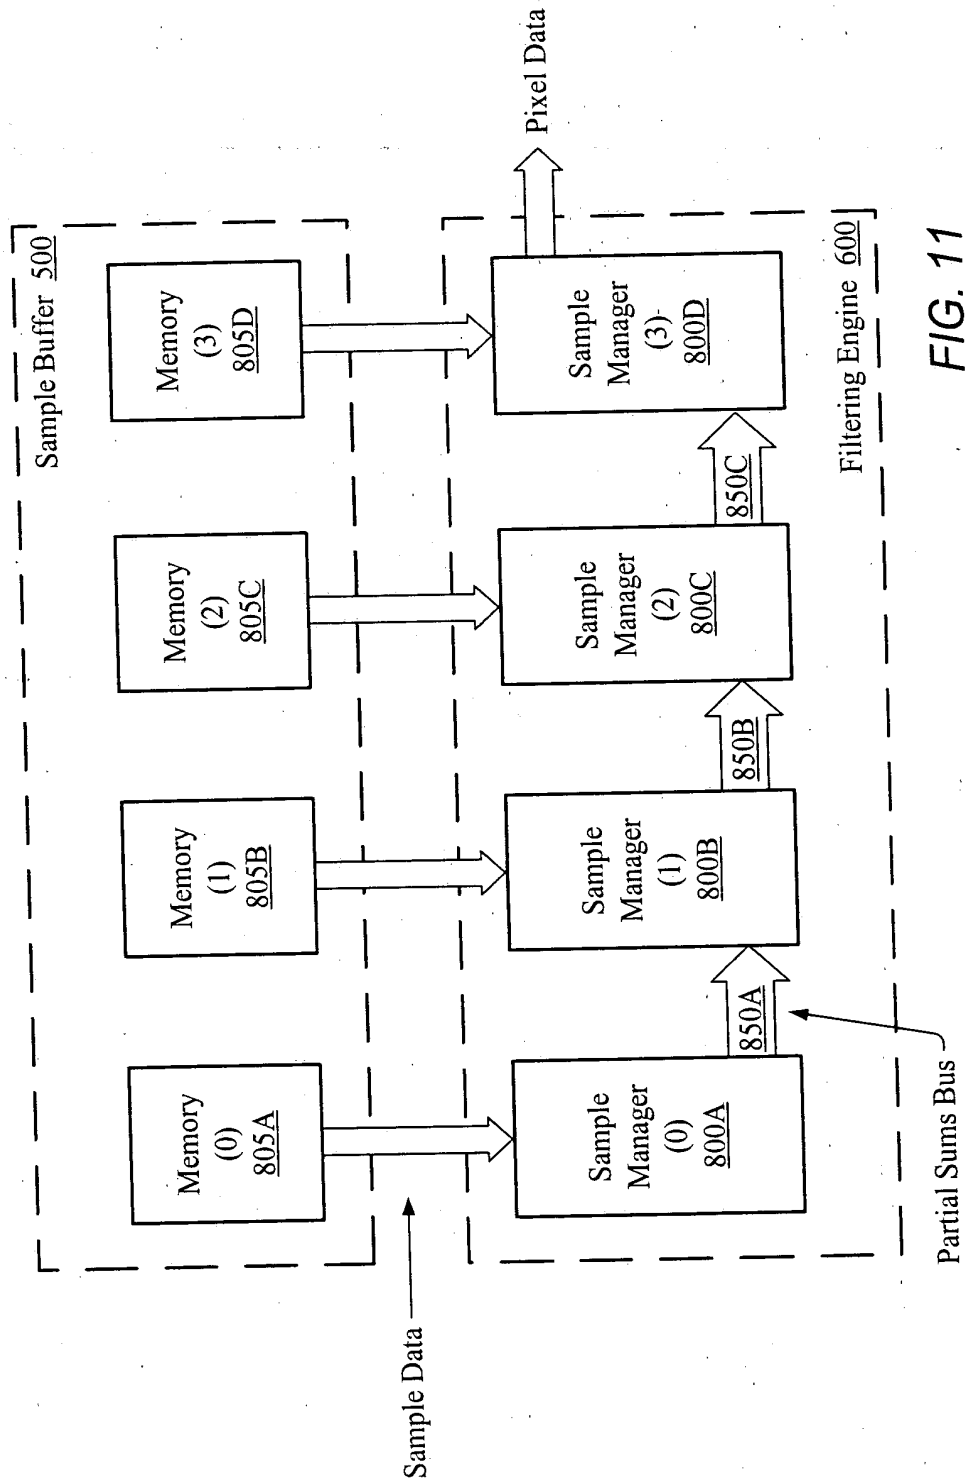 Sample Buffer 500
Memory
(0)
805A
Memory
(1)
805B
Memory
(2)
805C
Memory
(3)
805D
Sample Data
Sample
Manager
(0)
800A
Sample
Manager
(1)
800B
Sample
Manager
(2)
800C
Sample
Manager
(3)
800D
Pixel Data
850A
850B
850C
Filtering Engine 600
Partial Sums Bus
FIG. 11